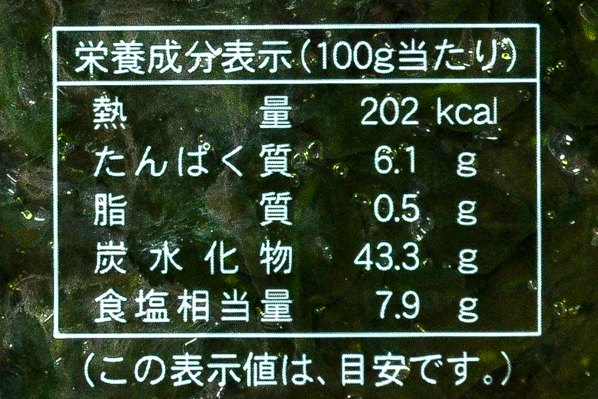 栄養成分表示(100g当たり)
熱量 202 kcal
たんぱく質 6.1 g
脂質 0.5 g
炭水化物 43.3 g
食塩相当量 7.9 g
(この表示値は、目安です。)